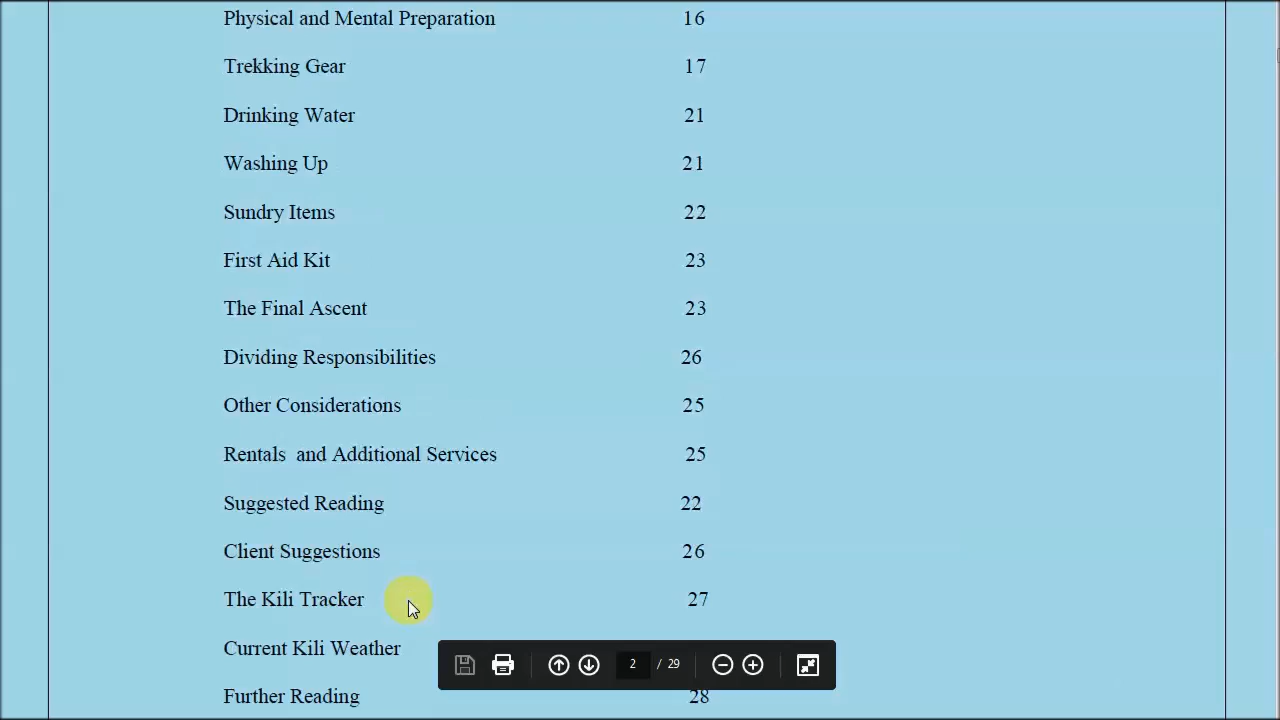 Physical and Mental Preparation 16
Trekking Gear 17
Drinking Water 21
Washing Up 21
Sundry Items 22
First Aid Kit 23
The Final Ascent 23
Dividing Responsibilities 26
Other Considerations 25
Rentals  and Additional Services 25
Suggested Reading 22
Client Suggestions 26
The Kili Tracker 27
Current Kili Weather
2 / 29
Further Reading 28